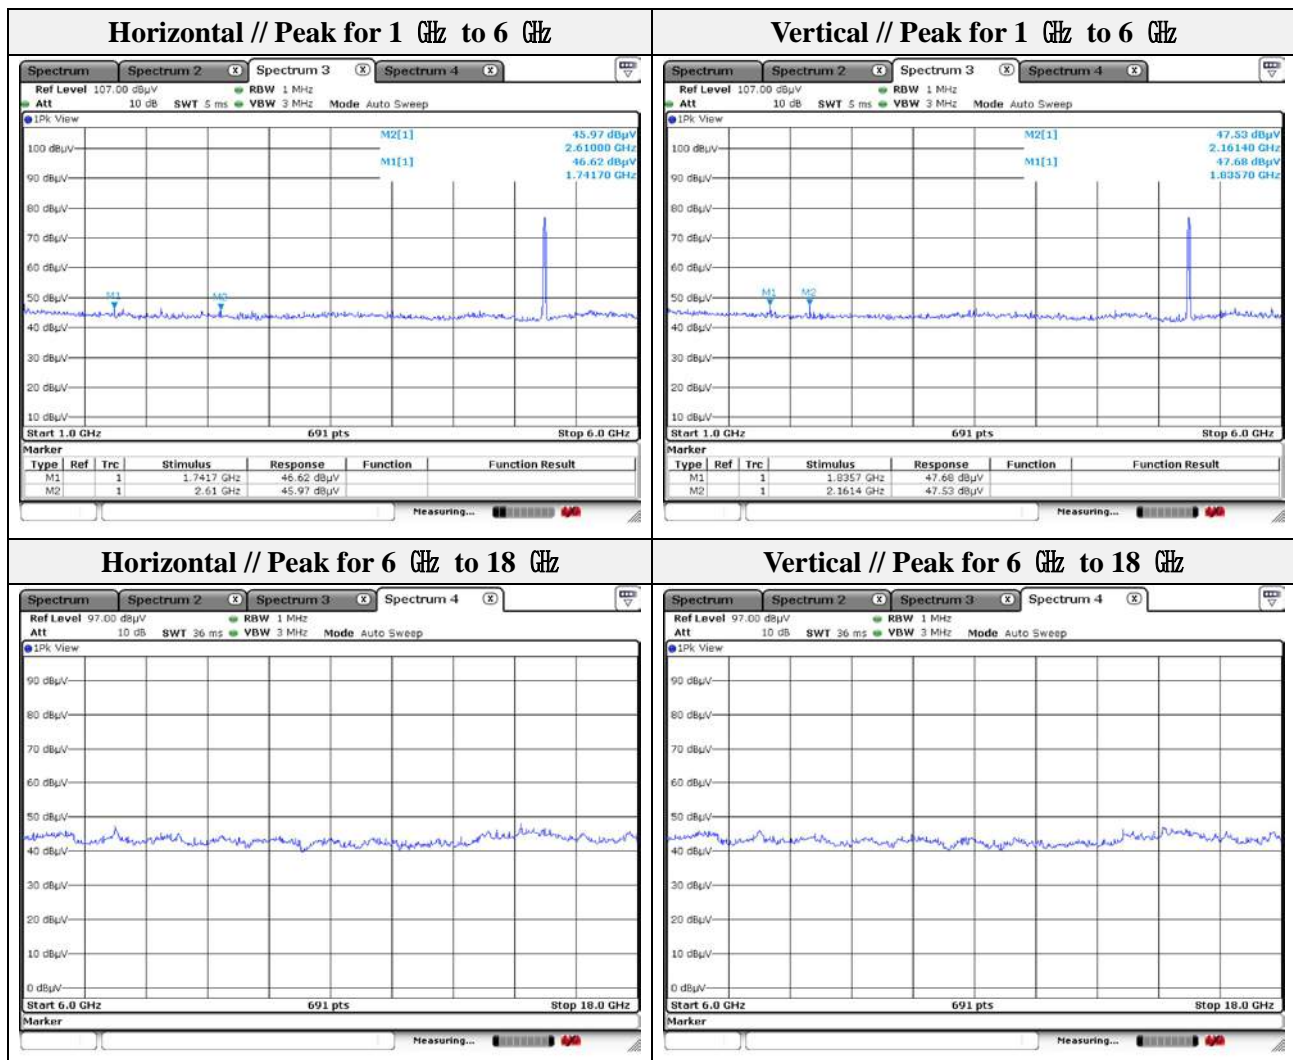 Horizontal // Peak for 1 ㎓ to 6 ㎓
Vertical // Peak for 1 ㎓ to 6 ㎓
Spectrum Spectrum 2 X Spectrum 3 X Spectrum 4 X
Ref Level 107.00 dBµV RBW 1 MHz
Att 10 dB SWT 5 ms VBW 3 MHz Mode Auto Sweep
1Pk View
M2[1] 45.97 dBµV
2.61000 GHz
M1[1] 46.62 dBµV
1.74170 GHz
100 dBµV
90 dBµV
80 dBµV
70 dBµV
60 dBµV
50 dBµV
M1 M2
40 dBµV
30 dBµV
20 dBµV
10 dBµV
Start 1.0 GHz 691 pts Stop 6.0 GHz
Marker
Type Ref Trc Stimulus Response Function Function Result
M1 1 1.7417 GHz 46.62 dBµV
M2 1 2.61 GHz 45.97 dBµV
Measuring...
Spectrum Spectrum 2 X Spectrum 3 X Spectrum 4 X
Ref Level 107.00 dBµV RBW 1 MHz
Att 10 dB SWT 5 ms VBW 3 MHz Mode Auto Sweep
1Pk View
M2[1] 47.53 dBµV
2.16140 GHz
M1[1] 47.68 dBµV
1.83570 GHz
100 dBµV
90 dBµV
80 dBµV
70 dBµV
60 dBµV
50 dBµV
M1 M2
40 dBµV
30 dBµV
20 dBµV
10 dBµV
Start 1.0 GHz 691 pts Stop 6.0 GHz
Marker
Type Ref Trc Stimulus Response Function Function Result
M1 1 1.8357 GHz 47.68 dBµV
M2 1 2.1614 GHz 47.53 dBµV
Measuring...
Horizontal // Peak for 6 ㎓ to 18 ㎓
Vertical // Peak for 6 ㎓ to 18 ㎓
Spectrum Spectrum 2 X Spectrum 3 X Spectrum 4 X
Ref Level 97.00 dBµV RBW 1 MHz
Att 10 dB SWT 36 ms VBW 3 MHz Mode Auto Sweep
1Pk View
90 dBµV
80 dBµV
70 dBµV
60 dBµV
50 dBµV
40 dBµV
30 dBµV
20 dBµV
10 dBµV
0 dBµV
Start 6.0 GHz 691 pts Stop 18.0 GHz
Marker
Measuring...
Spectrum Spectrum 2 X Spectrum 3 X Spectrum 4 X
Ref Level 97.00 dBµV RBW 1 MHz
Att 10 dB SWT 36 ms VBW 3 MHz Mode Auto Sweep
1Pk View
90 dBµV
80 dBµV
70 dBµV
60 dBµV
50 dBµV
40 dBµV
30 dBµV
20 dBµV
10 dBµV
0 dBµV
Start 6.0 GHz 691 pts Stop 18.0 GHz
Marker
Measuring...